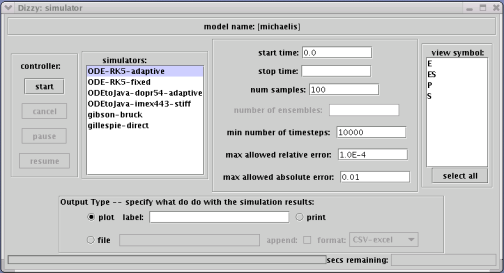 Dizzy: simulator
model name: [michaelis]
controller:
start
cancel
pause
resume
simulators:
ODE-RK5-adaptive
ODE-RK5-fixed
ODEtoJava-dopr54-adaptive
ODEtoJava-imex443-stiff
gibson-bruck
gillespie-direct
start time: 0.0
stop time:
num samples: 100
number of ensembles:
min number of timesteps: 10000
max allowed relative error: 1.0E-4
max allowed absolute error: 0.01
view symbol:
E
ES
P
S
select all
Output Type -- specify what do do with the simulation results:
plot label: print
file append: format: CSV-excel
secs remaining: